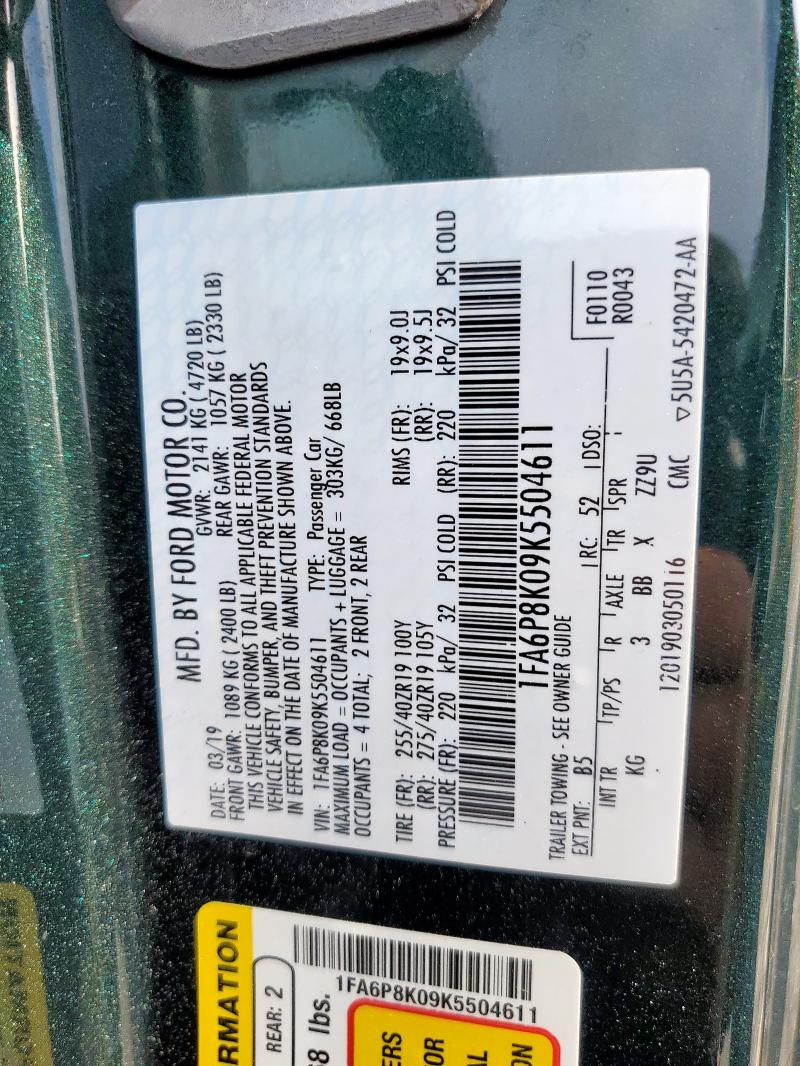 MFD. BY FORD MOTOR CO.
DATE: 03/19 GVWR: 2141 KG ( 4720 LB)
FRONT GAWR: 1089 KG ( 2400 LB) REAR GAWR: 1057 KG ( 2330 LB)
THIS VEHICLE CONFORMS TO ALL APPLICABLE FEDERAL MOTOR
VEHICLE SAFETY, BUMPER, AND THEFT PREVENTION STANDARDS
IN EFFECT ON THE DATE OF MANUFACTURE SHOWN ABOVE.
VIN: 1FA6P8K09K5504611 TYPE: Passenger Car
MAXIMUM LOAD = OCCUPANTS + LUGGAGE = 303KG/ 668LB
OCCUPANTS = 4 TOTAL; 2 FRONT, 2 REAR
TIRE (FR): 255/40ZR19 100Y RIMS (FR): 19x9.0J
(RR): 275/40ZR19 105Y (RR): 19x9.5J
PRESSURE (FR): 220 kPa/ 32 PSI COLD (RR): 220 kPa/ 32 PSI COLD
1FA6P8K09K5504611
TRAILER TOWING - SEE OWNER GUIDE
EXT PNT: B5 RC: 52 DSO: F0110
R0043
INT TR TP/PS R AXLE TR SPR
KG 3 BB X ZZ9U
1201903050116 CMC ▽5U5A-5420472-AA
RMATION
REAR: 2
8 lbs.
1FA6P8K09K5504611
ERS
OR
AL
ON